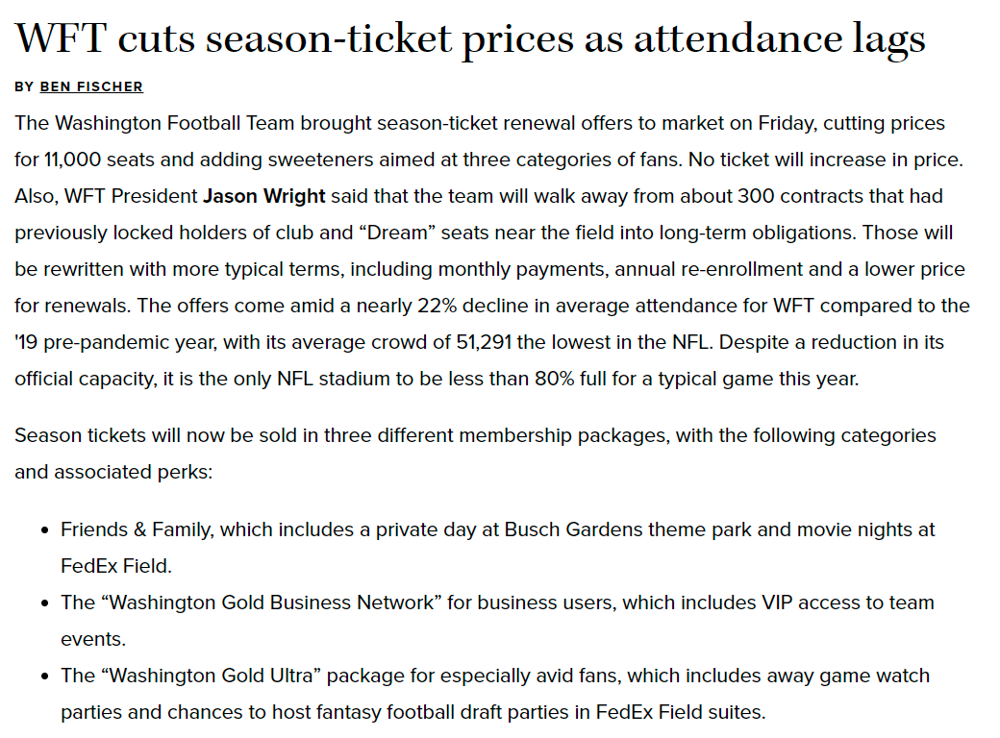 WFT cuts season-ticket prices as attendance lags
BY BEN FISCHER
The Washington Football Team brought season-ticket renewal offers to market on Friday, cutting prices
for 11,000 seats and adding sweeteners aimed at three categories of fans. No ticket will increase in price.
Also, WFT President Jason Wright said that the team will walk away from about 300 contracts that had
previously locked holders of club and “Dream” seats near the field into long-term obligations. Those will
be rewritten with more typical terms, including monthly payments, annual re-enrollment and a lower price
for renewals. The offers come amid a nearly 22% decline in average attendance for WFT compared to the
'19 pre-pandemic year, with its average crowd of 51,291 the lowest in the NFL. Despite a reduction in its
official capacity, it is the only NFL stadium to be less than 80% full for a typical game this year.
Season tickets will now be sold in three different membership packages, with the following categories
and associated perks:
• Friends & Family, which includes a private day at Busch Gardens theme park and movie nights at
FedEx Field.
• The “Washington Gold Business Network” for business users, which includes VIP access to team
events.
• The “Washington Gold Ultra” package for especially avid fans, which includes away game watch
parties and chances to host fantasy football draft parties in FedEx Field suites.